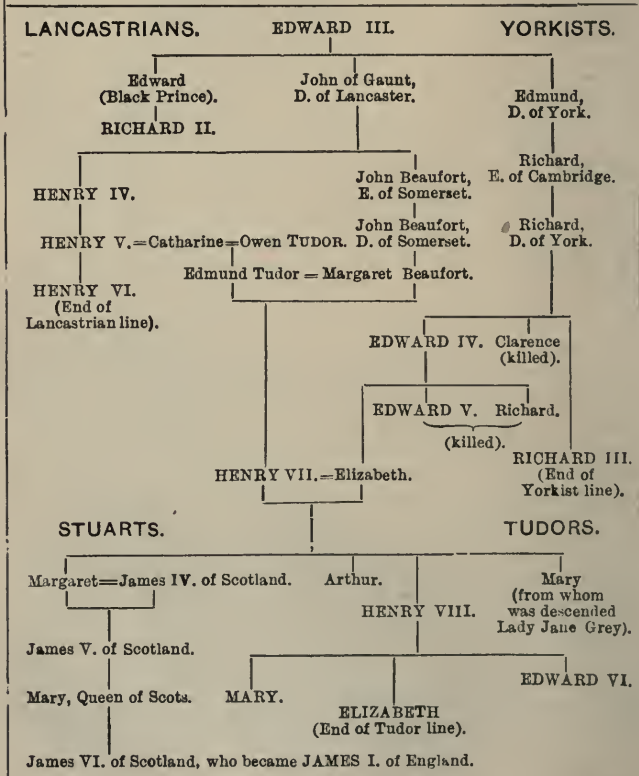 LANCASTRIANS. EDWARD III. YORKISTS.
Edward
(Black Prince).
RICHARD II.
John of Gaunt,
D. of Lancaster.
Edmund,
D. of York.
HENRY IV.
John Beaufort,
E. of Somerset.
Richard,
E. of Cambridge.
HENRY V.=Catharine=Owen TUDOR.
John Beaufort,
D. of Somerset.
Richard,
D. of York.
Edmund Tudor = Margaret Beaufort.
HENRY VI.
(End of
Lancastrian line).
EDWARD IV. Clarence
(killed).
EDWARD V. Richard.
(killed).
RICHARD III.
(End of
Yorkist line).
HENRY VII.=Elizabeth.
STUARTS. TUDORS.
Margaret=James IV. of Scotland. Arthur.
HENRY VIII.
Mary
(from whom
was descended
Lady Jane Grey).
James V. of Scotland.
Mary, Queen of Scots. MARY.
ELIZABETH
(End of Tudor line).
EDWARD VI.
James VI. of Scotland, who became JAMES I. of England.